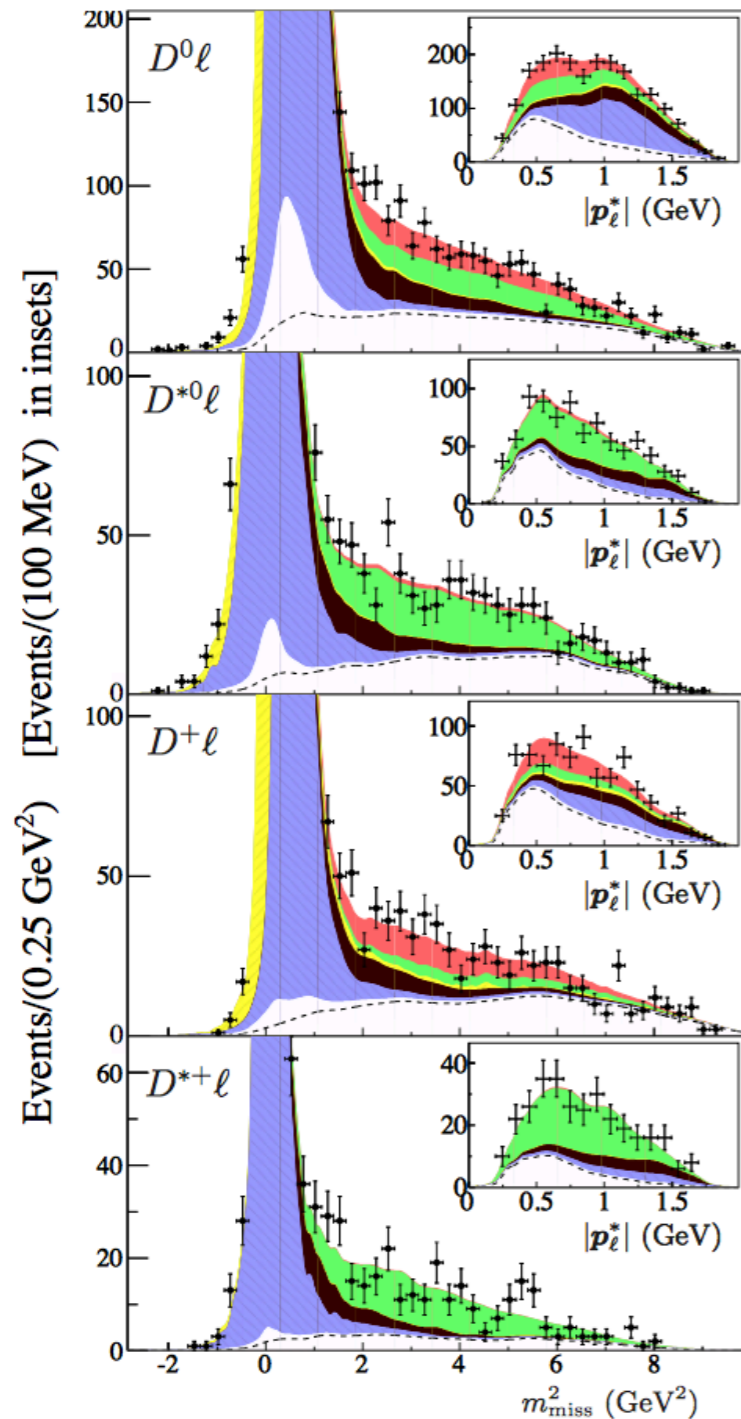 Events/(0.25 GeV²) [Events/(100 MeV) in insets]
D⁰ℓ
200
150
100
50
0
200
100
0
0 0.5 1 1.5
|p*ℓ| (GeV)
D*⁰ℓ
100
50
0
100
50
0
0 0.5 1 1.5
|p*ℓ| (GeV)
D⁺ℓ
100
50
0
100
50
0
0 0.5 1 1.5
|p*ℓ| (GeV)
D*⁺ℓ
60
40
20
0
40
20
0
0 0.5 1 1.5
|p*ℓ| (GeV)
-2 0 2 4 6 8
m²miss (GeV²)